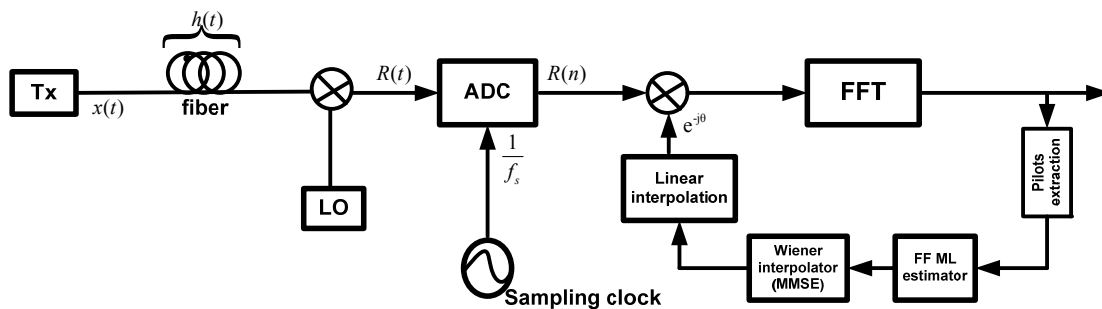 h(t)
Tx
x(t)
fiber
R(t)
ADC
R(n)
FFT
e^{-jθ}
1
f_s
LO
Linear
interpolation
Pilots
extraction
Wiener
interpolator
(MMSE)
FF ML
estimator
Sampling clock